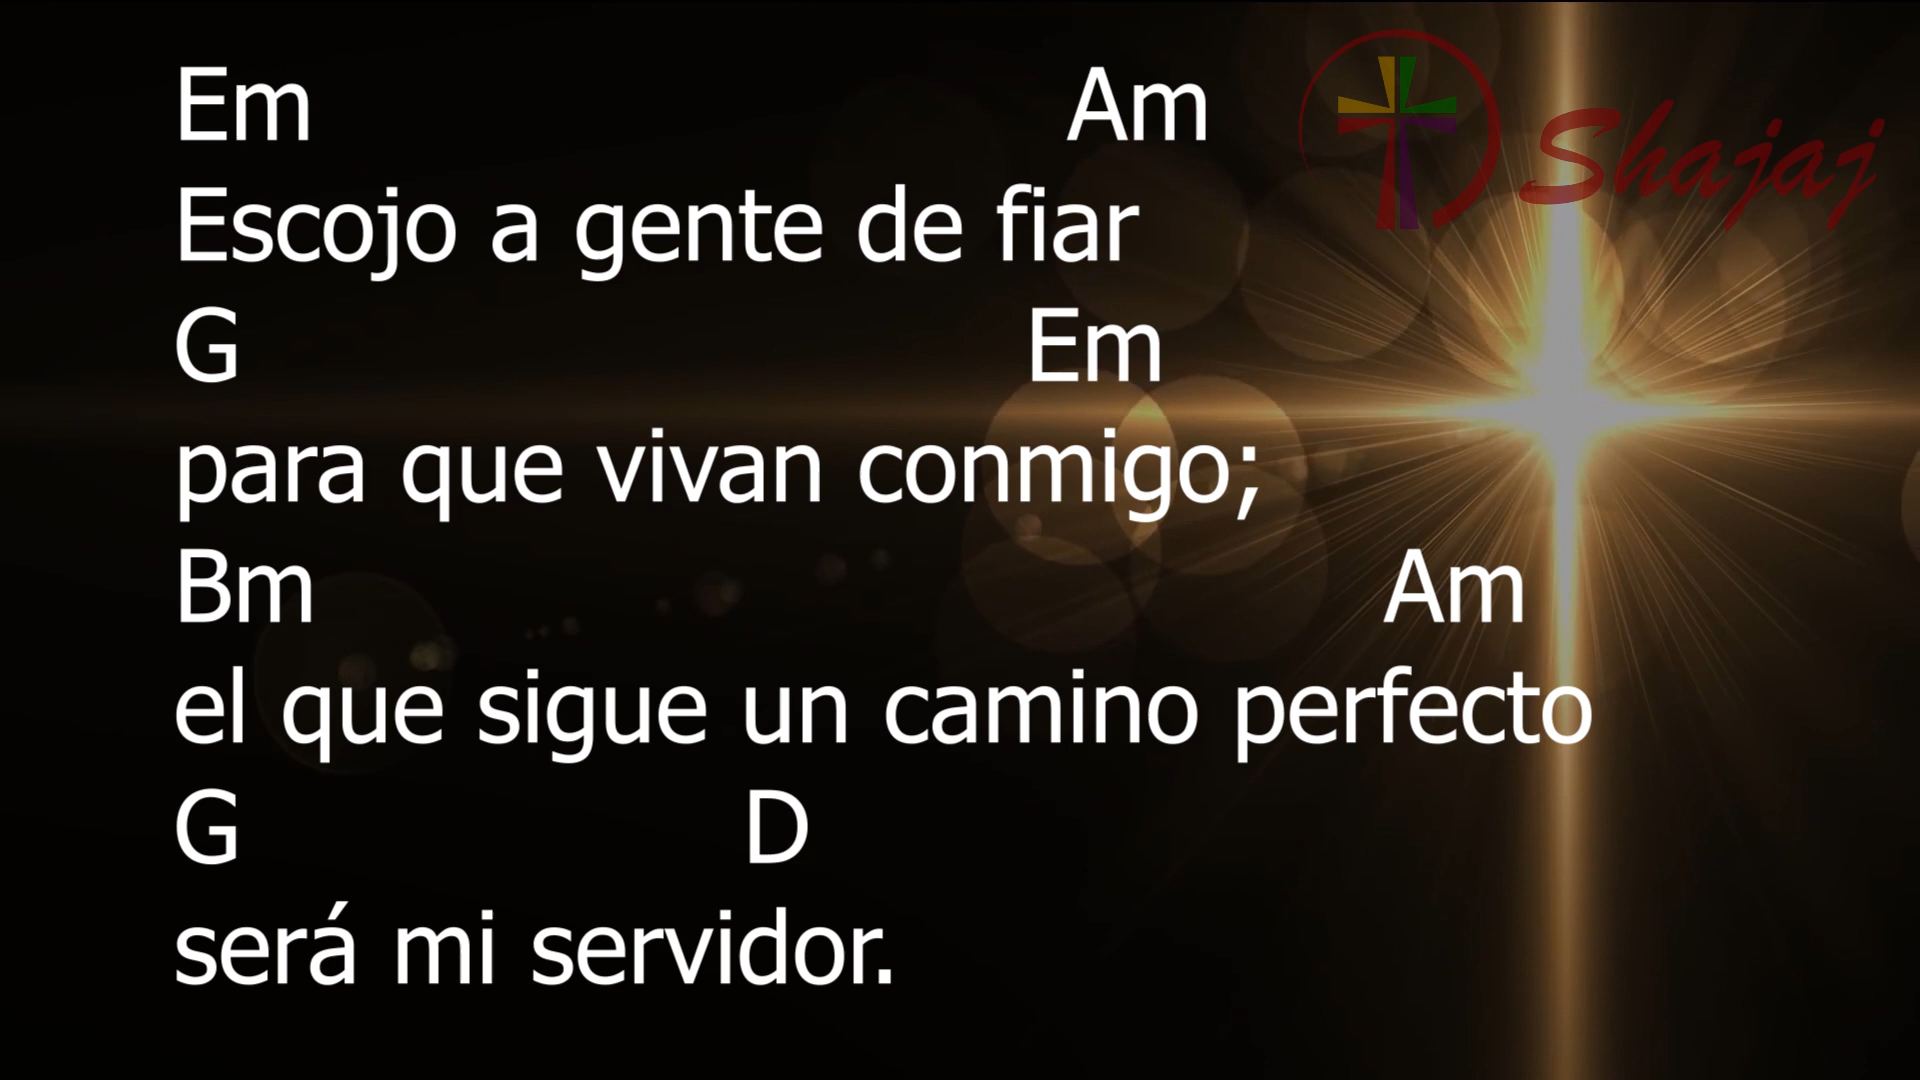 Em Am
Shajaj
Escojo a gente de fiar
G Em
para que vivan conmigo;
Bm Am
el que sigue un camino perfecto
G D
será mi servidor.